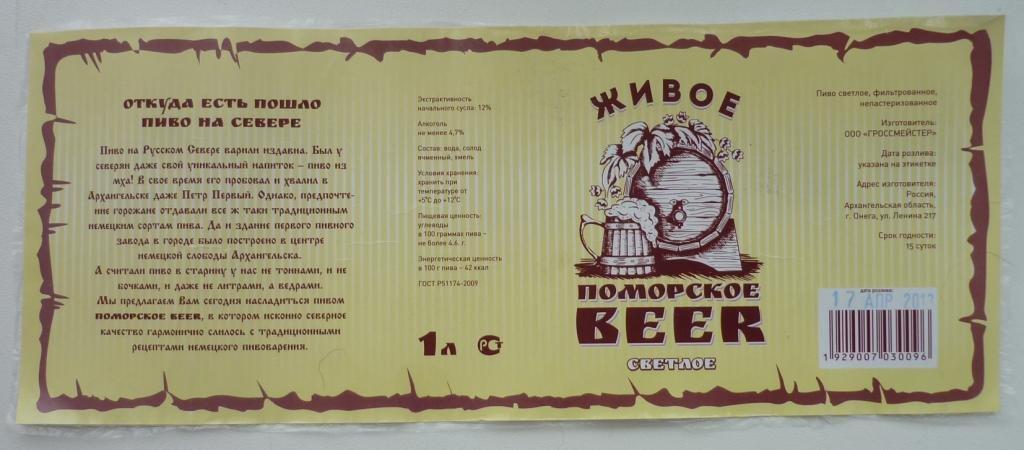 ОТКУДА ЕСТЬ ПОШЛО
ПИВО НА СЕВЕРЕ
Пиво на Русском Севере варили издавна. Был у
северян даже свой уникальный напиток – пиво из
мха! В свое время его пробовал и хвалил в
Архангельске даже Петр Первый. Однако, предпочте-
ние горожане отдавали все ж таки традиционным
немецким сортам пива. Да и здание первого пивного
завода в городе было построено в центре
немецкой слободы Архангельска.
А считали пиво в старину у нас не тоннами, и не
бочками, и даже не литрами, а ведрами.
Мы предлагаем Вам сегодня насладиться пивом
ПОМОРСКОЕ BEER, в котором исконно северное
качество гармонично слилось с традиционными
рецептами немецкого пивоварения.
Экстрактивность
начального сусла: 12%
Алкоголь
не менее 4,7%
Состав: вода, солод
ячменный, хмель
Условия хранения:
хранить при
температуре от
+5°С до +12°С
Пищевая ценность:
углеводы
в 100 граммах пива –
не более 4.6 г.
Энергетическая ценность
в 100 г пива – 42 ккал
ГОСТ Р51174-2009
1л РСТ
ЖИВОЕ
ПОМОРСКОЕ
BEER
СВЕТЛОЕ
Пиво светлое, фильтрованное,
непастеризованное
Изготовитель:
ООО «ГРОССМЕЙСТЕР»
Дата розлива:
указана на этикетке
Адрес изготовителя:
Россия,
Архангельская область,
г. Онега, ул. Ленина 217
Срок годности:
15 суток
дата розлива:
17 АПР 2013
1 929007 030096